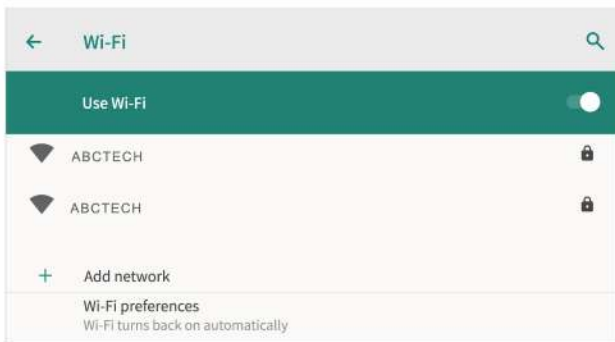 Wi-Fi
Use Wi-Fi
ABCTECH
ABCTECH
Add network
Wi-Fi preferences
Wi-Fi turns back on automatically